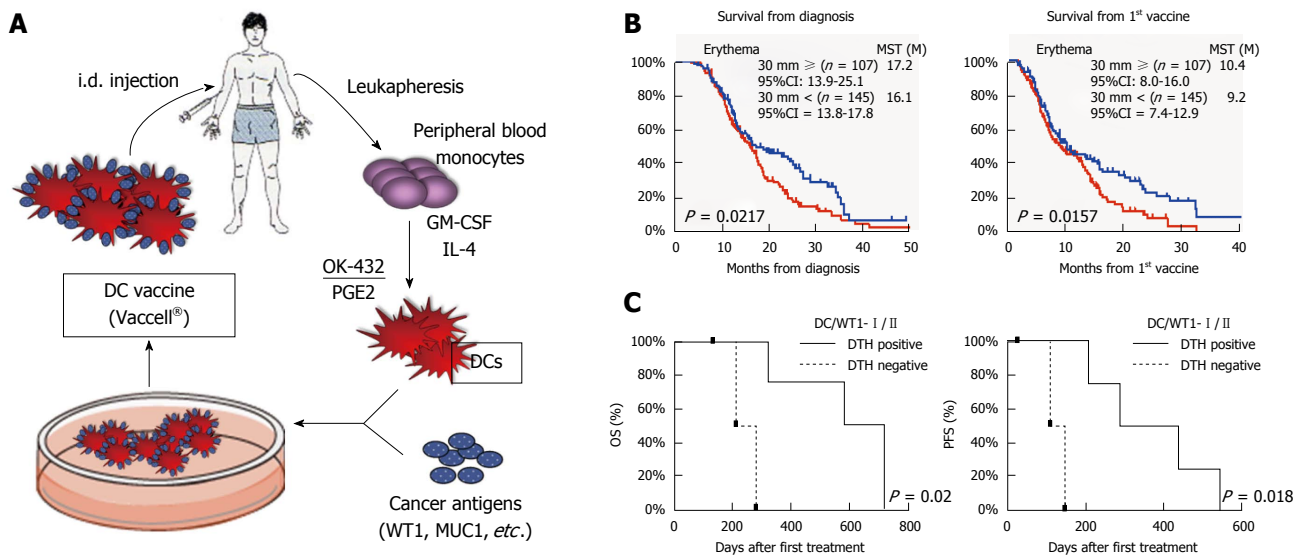 A
i.d. injection
Leukapheresis
Peripheral blood
monocytes
GM-CSF
IL-4
OK-432
PGE2
DCs
DC vaccine
(Vaccell®)
Cancer antigens
(WT1, MUC1, etc.)
B
Survival from diagnosis
Erythema MST (M)
30 mm ≥ (n = 107) 17.2
95%CI: 13.9-25.1
30 mm < (n = 145) 16.1
95%CI = 13.8-17.8
100%
80%
60%
40%
20%
0%
P = 0.0217
0 10 20 30 40 50
Months from diagnosis
Survival from 1st vaccine
Erythema MST (M)
30 mm ≥ (n = 107) 10.4
95%CI: 8.0-16.0
30 mm < (n = 145) 9.2
95%CI = 7.4-12.9
100%
80%
60%
40%
20%
0%
P = 0.0157
0 10 20 30 40
Months from 1st vaccine
C
DC/WT1-Ⅰ/Ⅱ
DTH positive
DTH negative
OS (%)
100%
80%
60%
40%
20%
0%
P = 0.02
0 200 400 600 800
Days after first treatment
DC/WT1-Ⅰ/Ⅱ
DTH positive
DTH negative
PFS (%)
100%
80%
60%
40%
20%
0%
P = 0.018
0 200 400 600
Days after first treatment